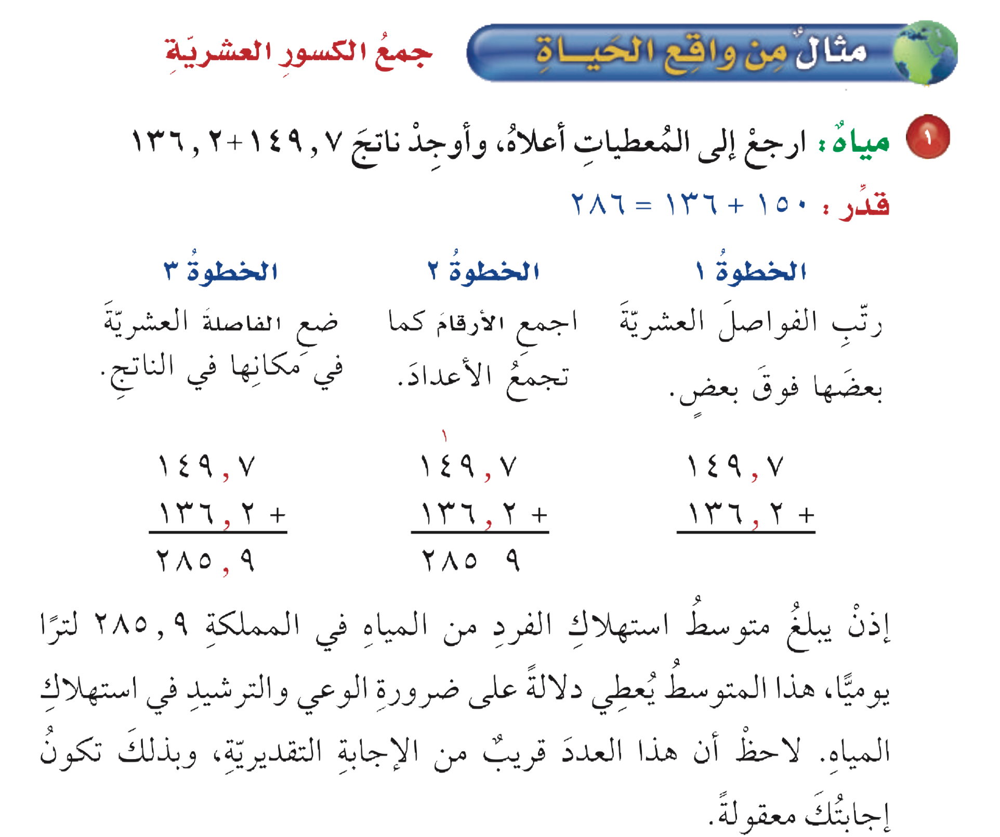 مثالٌ مِن واقِع الحَيـاةِ جمعُ الكسورِ العشريّةِ
١ مياهٌ: ارجعْ إلى المُعطياتِ أعلاهُ، وأوجِدْ ناتجَ ١٤٩,٧+١٣٦,٢
قدِّر: ١٥٠ + ١٣٦ = ٢٨٦
الخطوةُ ١ الخطوةُ ٢ الخطوةُ ٣
رتّبِ الفواصلَ العشريّةَ اجمعِ الأرقامَ كما ضعِ الفاصلةَ العشريّةَ
بعضَها فوقَ بعضٍ. تجمعُ الأعدادَ. في مكانِها في الناتجِ.
١
١٤٩,٧ ١٤٩,٧ ١٤٩,٧
١٣٦,٢ + ١٣٦,٢ + ١٣٦,٢ +
٢٨٥ ٩ ٢٨٥,٩
إذنْ يبلغُ متوسطُ استهلاكِ الفردِ من المياهِ في المملكةِ ٢٨٥,٩ لترًا
يوميًّا، هذا المتوسطُ يُعطِي دلالةً على ضرورةِ الوعي والترشيدِ في استهلاكِ
المياهِ. لاحظْ أن هذا العددَ قريبٌ من الإجابةِ التقديريّةِ، وبذلكَ تكونُ
إجابتُكَ معقولةً.